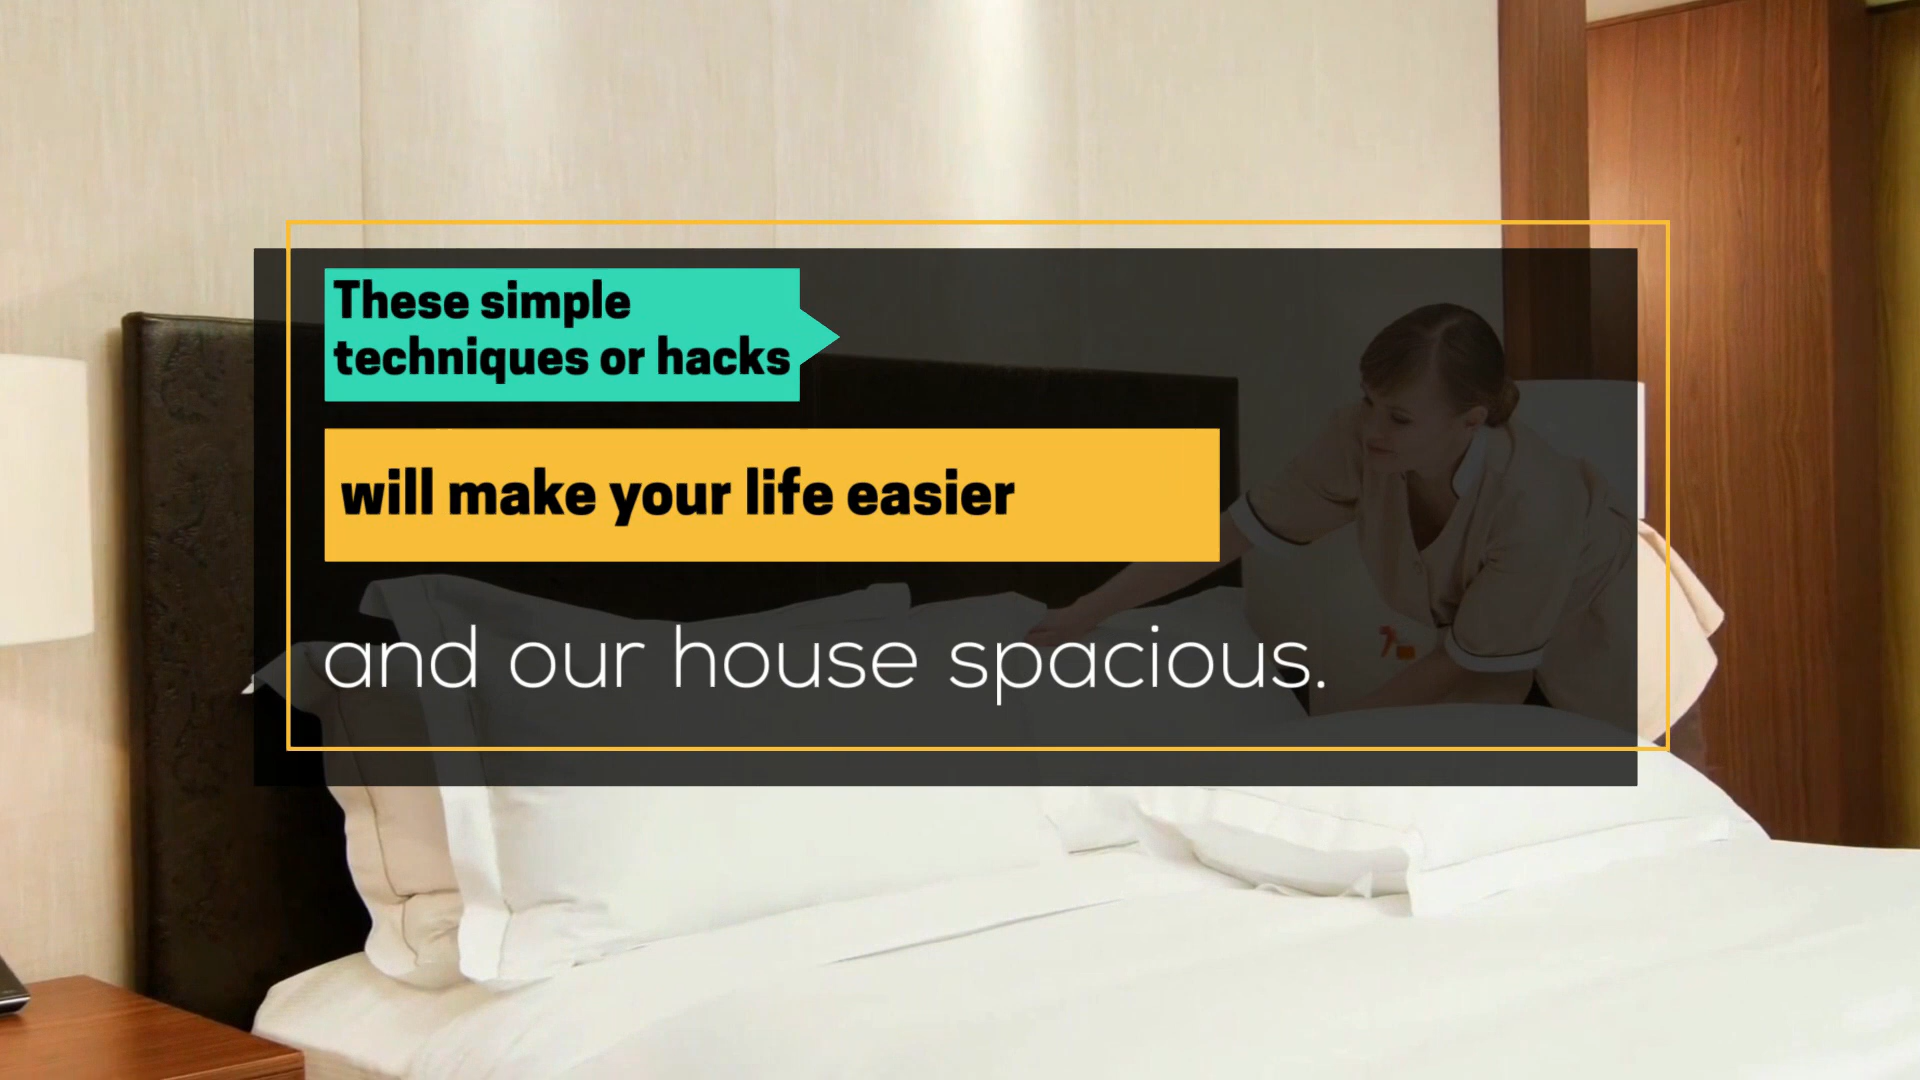 These simple
techniques or hacks
will make your life easier
and our house spacious.